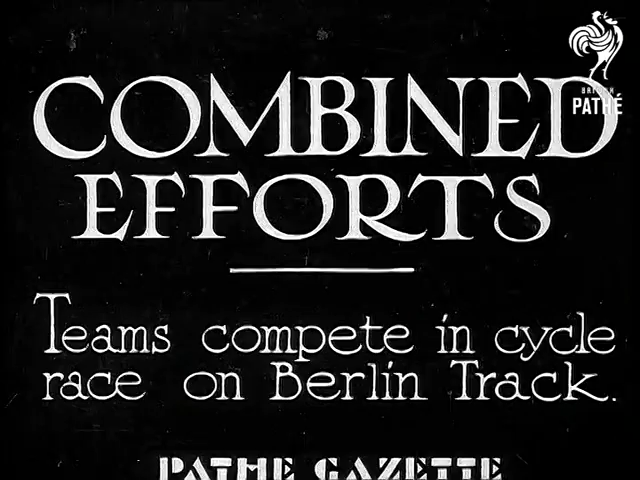 BRITISH
PATHÉ
COMBINED
EFFORTS
Teams compete in cycle
race on Berlin Track.
PATHE GAZETTE